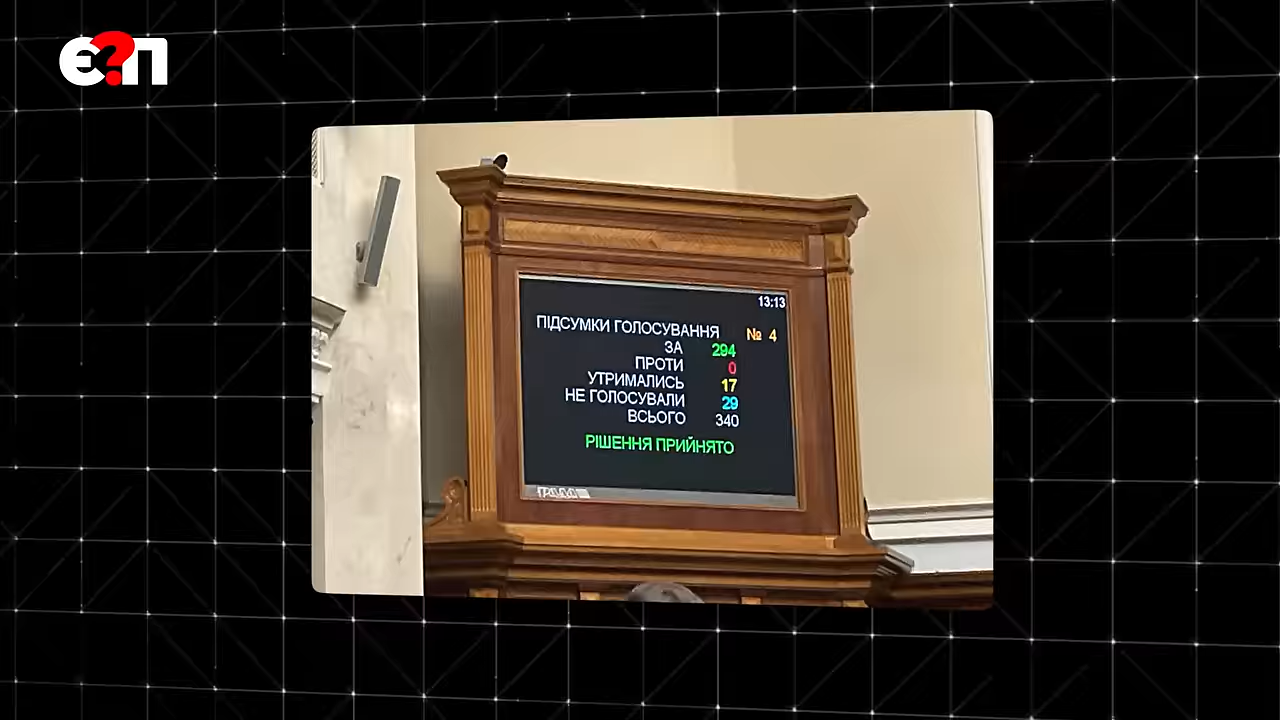 Є?П
13:13
ПІДСУМКИ ГОЛОСУВАННЯ № 4
ЗА 294
ПРОТИ 0
УТРИМАЛИСЬ 17
НЕ ГОЛОСУВАЛИ 29
ВСЬОГО 340
РІШЕННЯ ПРИЙНЯТО